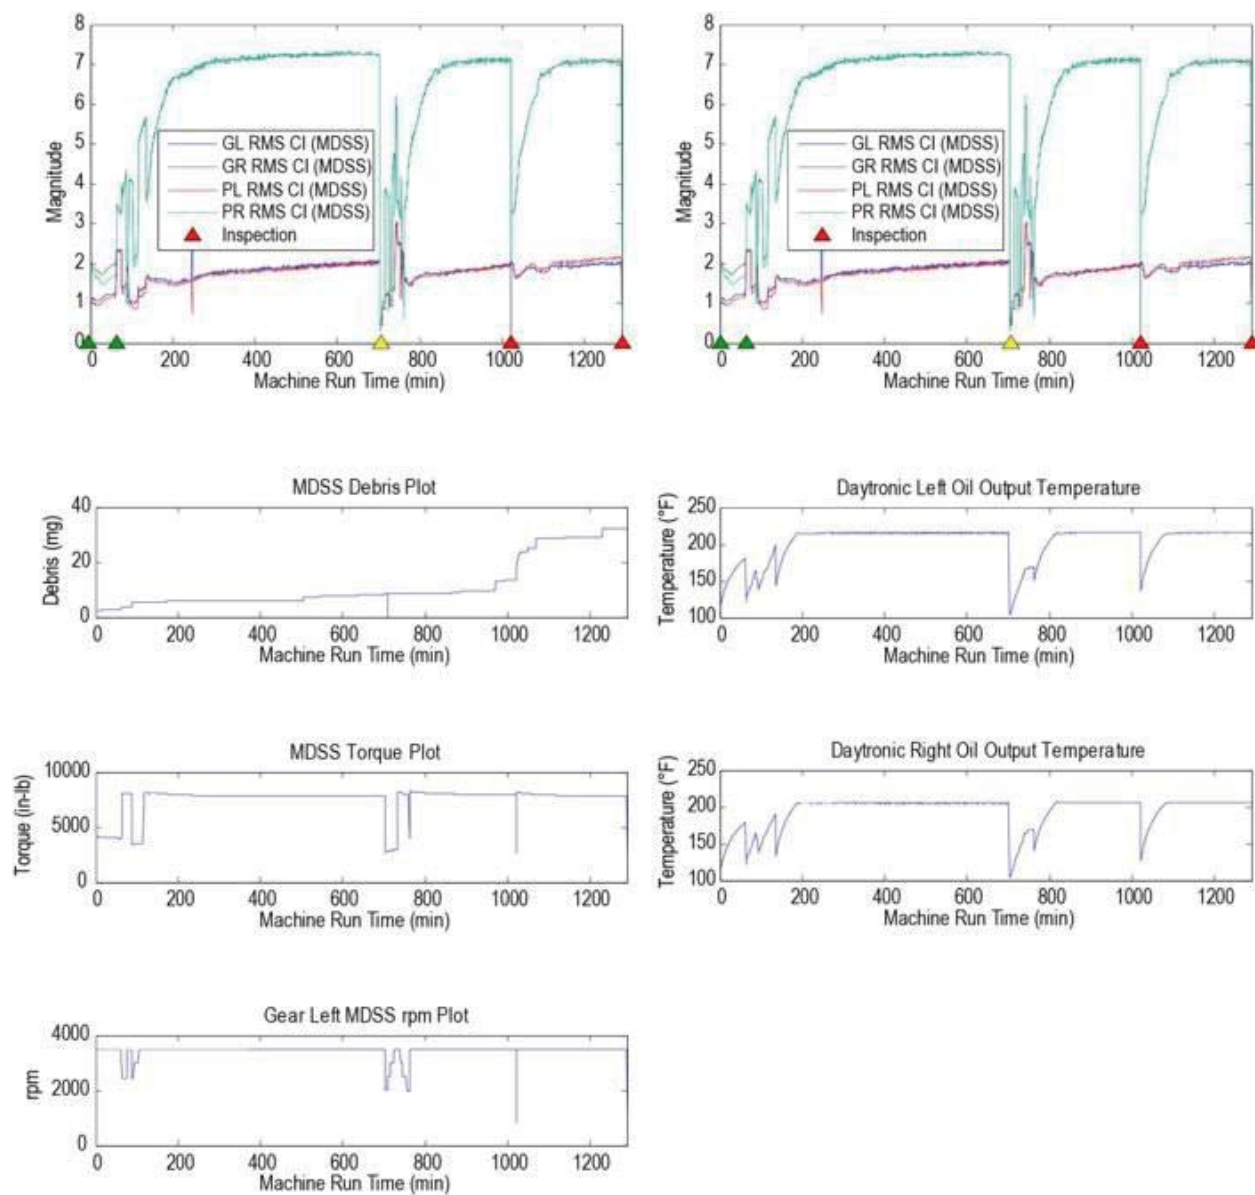 8
7
6
5
4
3
2
1
0
Magnitude
GL RMS CI (MDSS)
GR RMS CI (MDSS)
PL RMS CI (MDSS)
PR RMS CI (MDSS)
Inspection
0 200 400 600 800 1000 1200
Machine Run Time (min)
8
7
6
5
4
3
2
1
0
Magnitude
GL RMS CI (MDSS)
GR RMS CI (MDSS)
PL RMS CI (MDSS)
PR RMS CI (MDSS)
Inspection
0 200 400 600 800 1000 1200
Machine Run Time (min)
MDSS Debris Plot
40
20
0
Debris (mg)
0 200 400 600 800 1000 1200
Machine Run Time (min)
Daytronic Left Oil Output Temperature
250
200
150
100
Temperature (°F)
0 200 400 600 800 1000 1200
Machine Run Time (min)
MDSS Torque Plot
10000
5000
0
Torque (in-lb)
0 200 400 600 800 1000 1200
Machine Run Time (min)
Daytronic Right Oil Output Temperature
250
200
150
100
Temperature (°F)
0 200 400 600 800 1000 1200
Machine Run Time (min)
Gear Left MDSS rpm Plot
4000
2000
0
rpm
0 200 400 600 800 1000 1200
Machine Run Time (min)